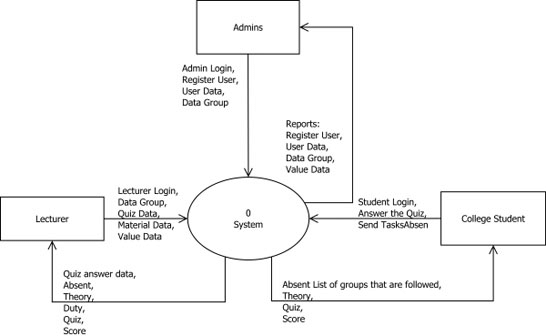 Admins
Admin Login,
Register User,
User Data,
Data Group
Reports:
Register User,
User Data,
Data Group,
Value Data
Lecturer Login,
Data Group,
Quiz Data,
Material Data,
Value Data
Lecturer
0
System
Student Login,
Answer the Quiz,
Send TasksAbsen
College Student
Quiz answer data,
Absent,
Theory,
Duty,
Quiz,
Score
Absent List of groups that are followed,
Theory,
Quiz,
Score